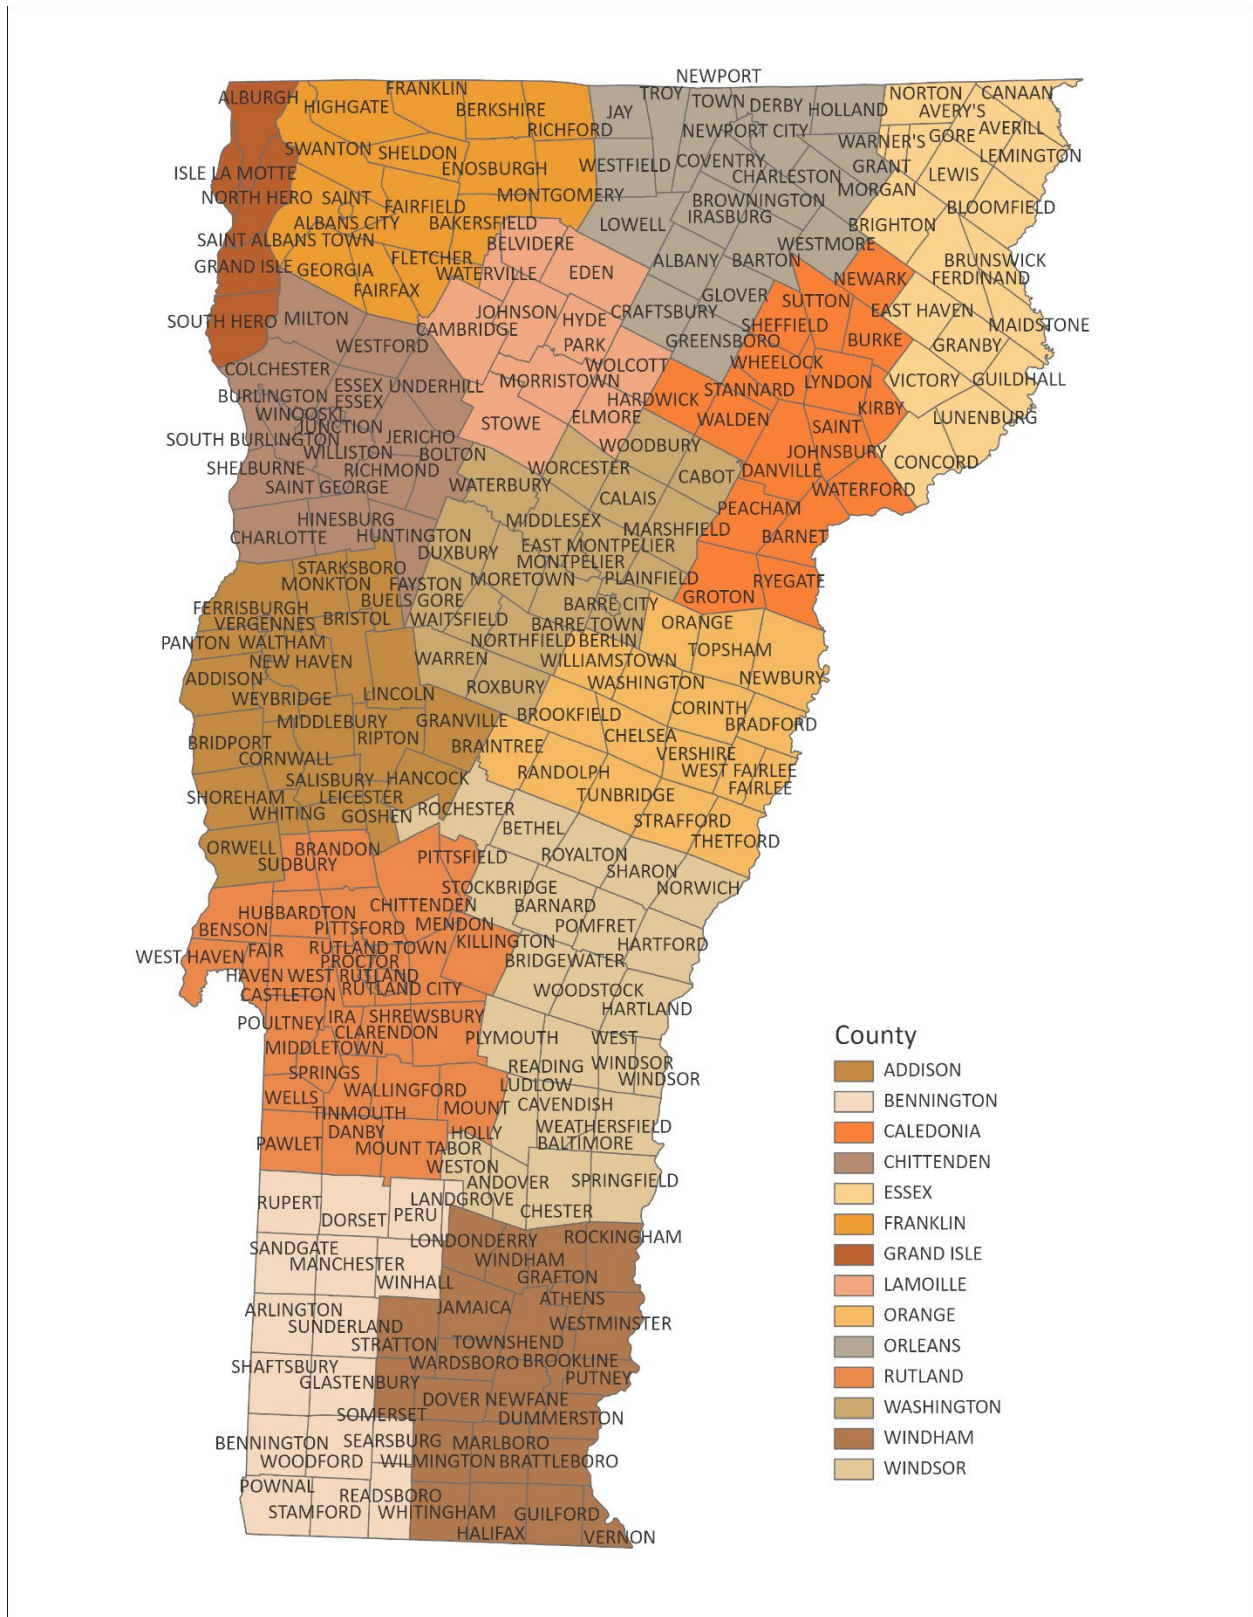 NEWPORT
FRANKLIN
ALBURGH
HIGHGATE
BERKSHIRE
RICHFORD
JAY
TROY
TOWN
DERBY
HOLLAND
NORTON
CANAAN
AVERY'S
NEWPORT CITY
WARNER'S
GORE
AVERILL
SWANTON
SHELDON
ENOSBURGH
WESTFIELD
COVENTRY
CHARLESTON
GRANT
LEWIS
LEMINGTON
ISLE LA MOTTE
NORTH HERO
SAINT
FAIRFIELD
MONTGOMERY
BROWNINGTON
MORGAN
BLOOMFIELD
ALBANS CITY
BAKERSFIELD
LOWELL
IRASBURG
BRIGHTON
SAINT ALBANS TOWN
BELVIDERE
WESTMORE
GRAND ISLE
GEORGIA
FLETCHER
WATERVILLE
EDEN
ALBANY
BARTON
NEWARK
BRUNSWICK
FERDINAND
FAIRFAX
GLOVER
SUTTON
SOUTH HERO
MILTON
JOHNSON
HYDE
PARK
CRAFTSBURY
SHEFFIELD
EAST HAVEN
MAIDSTONE
WESTFORD
CAMBRIDGE
GREENSBORO
BURKE
GRANBY
COLCHESTER
WOLCOTT
WHEELOCK
BURLINGTON
ESSEX
ESSEX
JUNCTION
UNDERHILL
MORRISTOWN
HARDWICK
STANNARD
LYNDON
VICTORY
GUILDHALL
WINOOSKI
STOWE
ELMORE
WALDEN
KIRBY
LUNENBURG
SOUTH BURLINGTON
WILLISTON
JERICHO
WOODBURY
SAINT
JOHNSBURY
SHELBURNE
RICHMOND
BOLTON
WORCESTER
CABOT
DANVILLE
CONCORD
SAINT GEORGE
WATERBURY
CALAIS
WATERFORD
HINESBURG
MIDDLESEX
PEACHAM
CHARLOTTE
HUNTINGTON
MARSHFIELD
BARNET
DUXBURY
EAST MONTPELIER
MONTPELIER
STARKSBORO
MONKTON
FAYSTON
MORETOWN
PLAINFIELD
RYEGATE
FERRISBURGH
BUELS GORE
BARRE CITY
GROTON
VERGENNES
BRISTOL
WAITSFIELD
BARRE TOWN
ORANGE
PANTON
WALTHAM
NORTHFIELD
BERLIN
TOPSHAM
NEW HAVEN
WARREN
WILLIAMSTOWN
ADDISON
WASHINGTON
NEWBURY
WEYBRIDGE
LINCOLN
ROXBURY
CORINTH
MIDDLEBURY
GRANVILLE
BROOKFIELD
BRADFORD
BRIDPORT
RIPTON
BRAINTREE
CHELSEA
CORNWALL
VERSHIRE
SALISBURY
HANCOCK
RANDOLPH
WEST FAIRLEE
SHOREHAM
LEICESTER
TUNBRIDGE
FAIRLEE
WHITING
GOSHEN
ROCHESTER
STRAFFORD
BETHEL
ORWELL
BRANDON
THETFORD
SUDBURY
PITTSFIELD
ROYALTON
SHARON
STOCKBRIDGE
NORWICH
HUBBARDTON
CHITTENDEN
BARNARD
BENSON
PITTSFORD
MENDON
POMFRET
WEST HAVEN
FAIR
HAVEN
RUTLAND TOWN
KILLINGTON
HARTFORD
PROCTOR
BRIDGEWATER
WEST RUTLAND
CASTLETON
RUTLAND CITY
WOODSTOCK
HARTLAND
POULTNEY
IRA
SHREWSBURY
CLARENDON
PLYMOUTH
WEST
WINDSOR
County
MIDDLETOWN
SPRINGS
READING
WINDSOR
ADDISON
WELLS
WALLINGFORD
LUDLOW
BENNINGTON
TINMOUTH
MOUNT
HOLLY
CAVENDISH
CALEDONIA
PAWLET
DANBY
WEATHERSFIELD
BALTIMORE
CHITTENDEN
MOUNT TABOR
WESTON
ESSEX
RUPERT
LANDGROVE
ANDOVER
SPRINGFIELD
FRANKLIN
DORSET
PERU
CHESTER
GRAND ISLE
SANDGATE
LONDONDERRY
ROCKINGHAM
LAMOILLE
MANCHESTER
WINDHAM
ORANGE
WINHALL
GRAFTON
ORLEANS
ARLINGTON
JAMAICA
ATHENS
RUTLAND
SUNDERLAND
WESTMINSTER
WASHINGTON
STRATTON
TOWNSHEND
WINDHAM
SHAFTSBURY
WARDSBORO
BROOKLINE
WINDSOR
GLASTENBURY
PUTNEY
DOVER
NEWFANE
SOMERSET
DUMMERSTON
BENNINGTON
SEARSBURG
MARLBORO
WOODFORD
WILMINGTON
BRATTLEBORO
POWNAL
READSBORO
STAMFORD
WHITINGHAM
GUILFORD
HALIFAX
VERNON